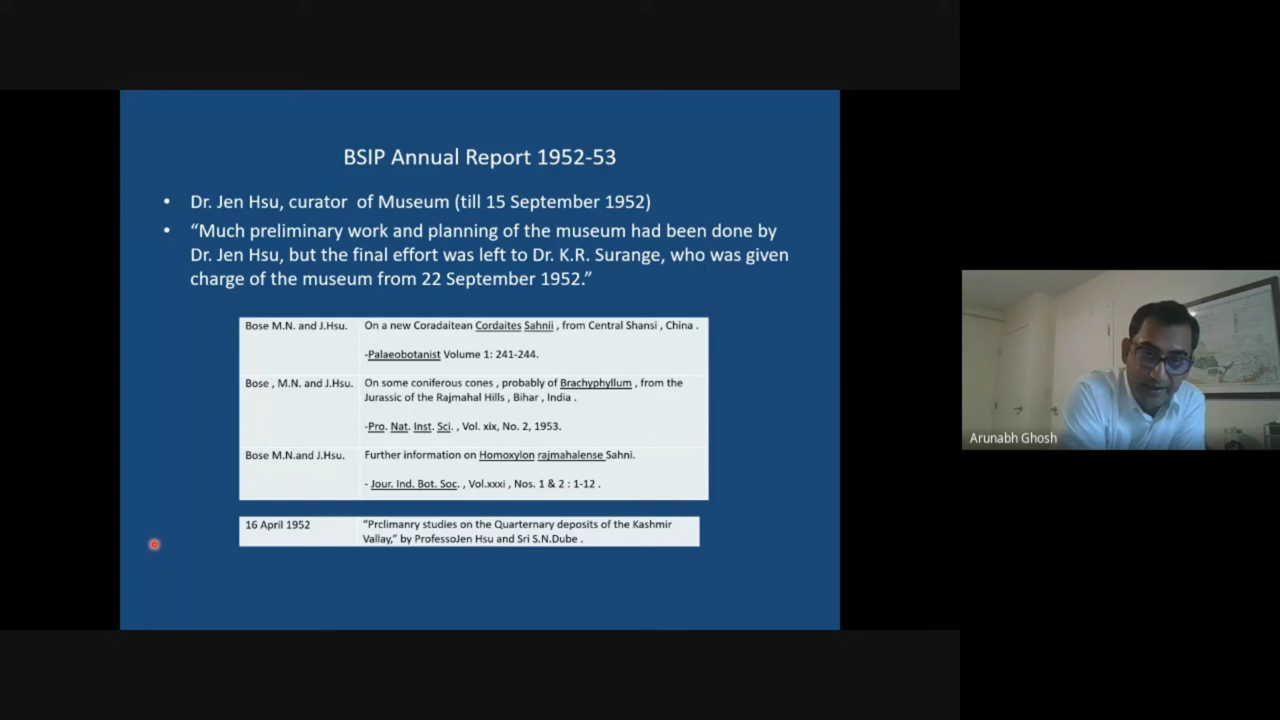 BSIP Annual Report 1952-53
• Dr. Jen Hsu, curator of Museum (till 15 September 1952)
• “Much preliminary work and planning of the museum had been done by
Dr. Jen Hsu, but the final effort was left to Dr. K.R. Surange, who was given
charge of the museum from 22 September 1952.”
Bose M.N. and J.Hsu. On a new Coradaitean Cordaites Sahnii , from Central Shansi , China .
-Palaeobotanist Volume 1: 241-244.
Bose , M.N. and J.Hsu. On some coniferous cones , probably of Brachyphyllum , from the
Jurassic of the Rajmahal Hills , Bihar , India .
-Pro. Nat. Inst. Sci. , Vol. xix, No. 2, 1953.
Bose M.N.and J.Hsu. Further information on Homoxylon rajmahalense Sahni.
- Jour. Ind. Bot. Soc. , Vol.xxxi , Nos. 1 & 2 : 1-12 .
16 April 1952 “Prclimanry studies on the Quarternary deposits of the Kashmir
Vallay,” by ProfessoJen Hsu and Sri S.N.Dube .
Arunabh Ghosh